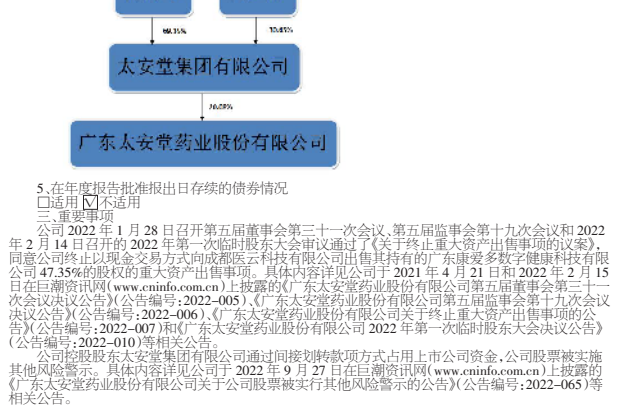 太安堂集团有限公司
广东太安堂药业股份有限公司
5、在年度报告批准报出日存续的债券情况
□适用 ☑不适用
三、重要事项
公司 2022 年 1 月 28 日召开第五届董事会第三十一次会议、第五届监事会第十九次会议和 2022
年 2 月 14 日召开的 2022 年第一次临时股东大会审议通过了《关于终止重大资产出售事项的议案》,
同意公司终止以现金交易方式向成都医云科技有限公司出售其持有的广东康爱多数字健康科技有限
公司 47.35%的股权的重大资产出售事项。具体内容详见公司于 2021 年 4 月 21 日和 2022 年 2 月 15
日在巨潮资讯网(www.cninfo.com.cn)上披露的《广东太安堂药业股份有限公司第五届董事会第三十一
次会议决议公告》(公告编号:2022-005)、《广东太安堂药业股份有限公司第五届监事会第十九次会议
决议公告》(公告编号:2022-006)、《广东太安堂药业股份有限公司关于终止重大资产出售事项的公
告》(公告编号:2022-007)和《广东太安堂药业股份有限公司 2022 年第一次临时股东大会决议公告》
(公告编号:2022-010)等相关公告。
公司控股股东太安堂集团有限公司通过间接划转款项方式占用上市公司资金,公司股票被实施
其他风险警示。具体内容详见公司于 2022 年 9 月 27 日在巨潮资讯网(www.cninfo.com.cn)上披露的
《广东太安堂药业股份有限公司关于公司股票被实行其他风险警示的公告》(公告编号:2022-065)等
相关公告。